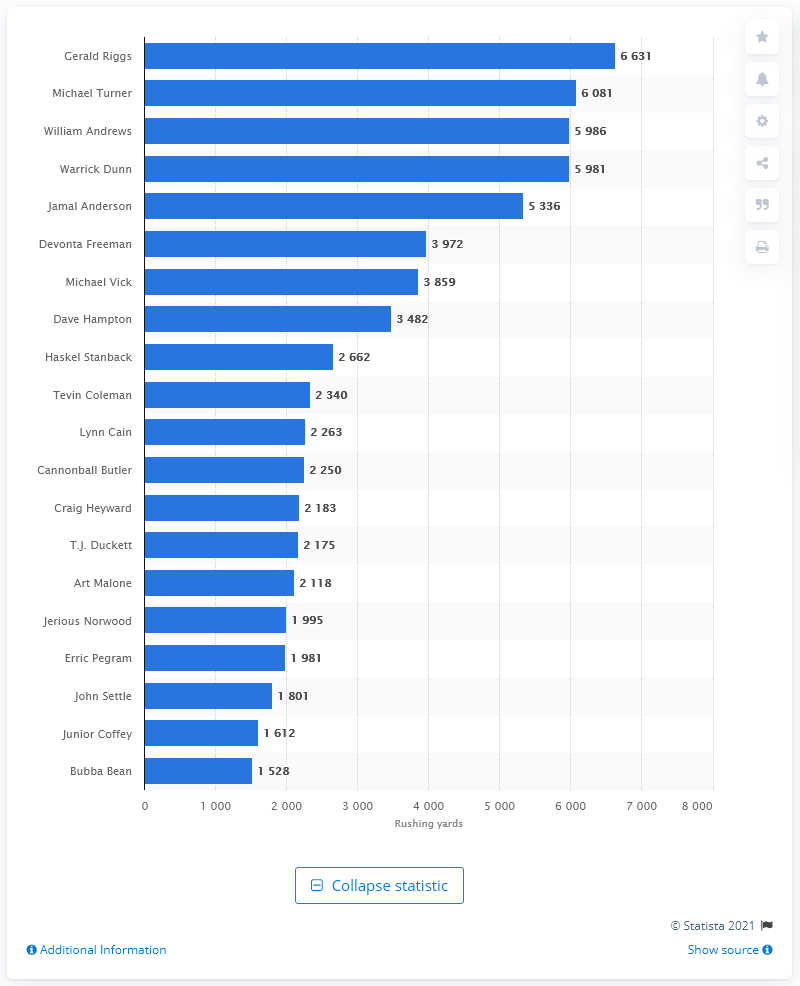 Gerald Riggs 6 631
Michael Turner 6 081
William Andrews 5 986
Warrick Dunn 5 981
Jamal Anderson 5 336
Devonta Freeman 3 972
Michael Vick 3 859
Dave Hampton 3 482
Haskel Stanback 2 662
Tevin Coleman 2 340
Lynn Cain 2 263
Cannonball Butler 2 250
Craig Heyward 2 183
T.J. Duckett 2 175
Art Malone 2 118
Jerious Norwood 1 995
Erric Pegram 1 981
John Settle 1 801
Junior Coffey 1 612
Bubba Bean 1 528
0 1 000 2 000 3 000 4 000 5 000 6 000 7 000 8 000
Rushing yards
Collapse statistic
© Statista 2021
Additional Information Show source